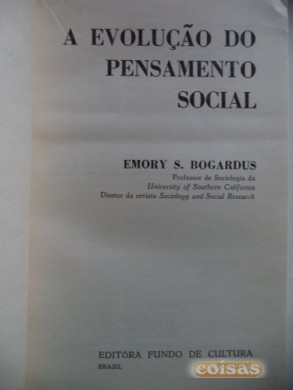 A EVOLUÇÃO DO
PENSAMENTO
SOCIAL
EMORY S. BOGARDUS
Professor de Sociologia da
University of Southern California
Diretor da revista Sociology and Social Research
EDITÔRA FUNDO DE CULTURA
BRASIL
coisas